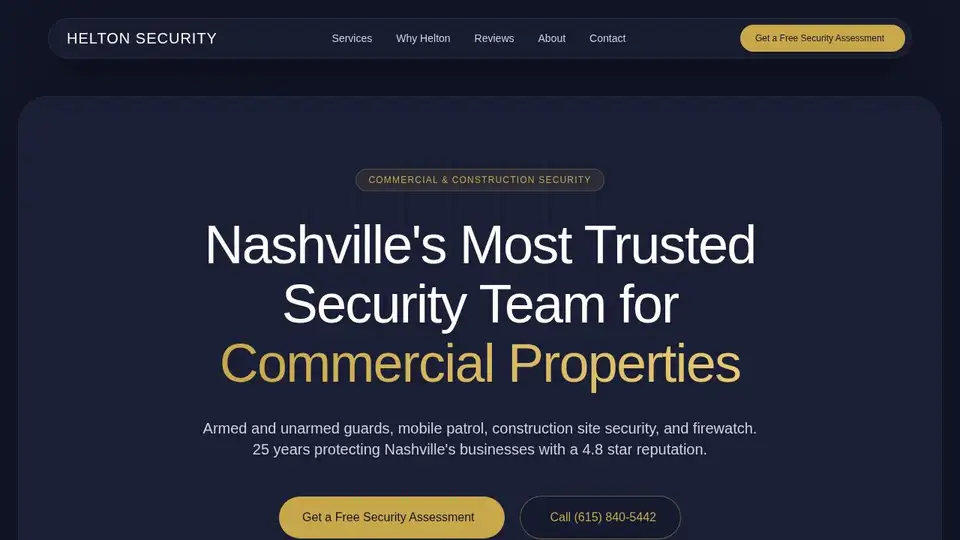 HELTON SECURITY
Services
Why Helton
Reviews
About
Contact
Get a Free Security Assessment
COMMERCIAL & CONSTRUCTION SECURITY
Nashville's Most Trusted
Security Team for
Commercial Properties
Armed and unarmed guards, mobile patrol, construction site security, and firewatch.
25 years protecting Nashville's businesses with a 4.8 star reputation.
Get a Free Security Assessment
Call (615) 840-5442